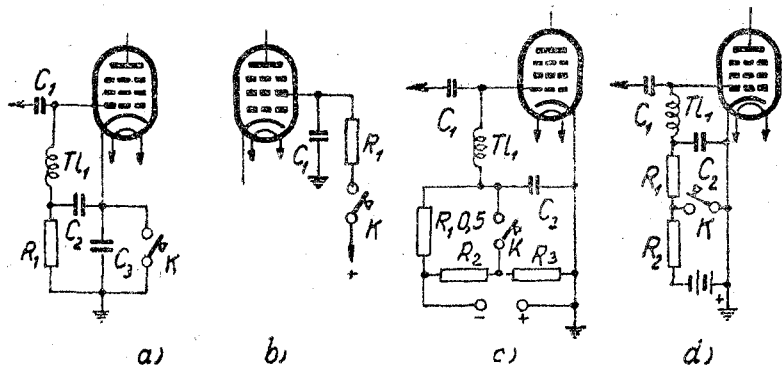 C1
Tl1
R1
C2
C3
K
a)
C1
R1
K
+
b)
C1
Tl1
R1 0,5
K
C2
R2
R3
-
+
c)
C1
Tl1
C2
R1
K
R2
+
d)